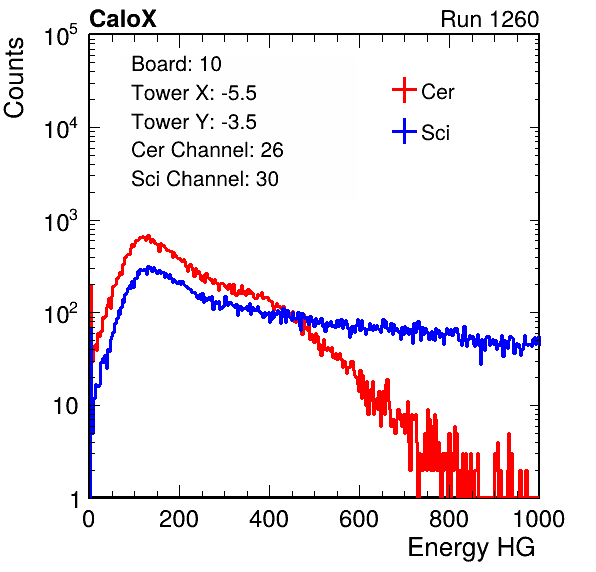 CaloX Run 1260
Counts
10^5
10^4
10^3
10^2
10
1
Board: 10
Tower X: -5.5
Tower Y: -3.5
Cer Channel: 26
Sci Channel: 30
Cer
Sci
0 200 400 600 800 1000
Energy HG